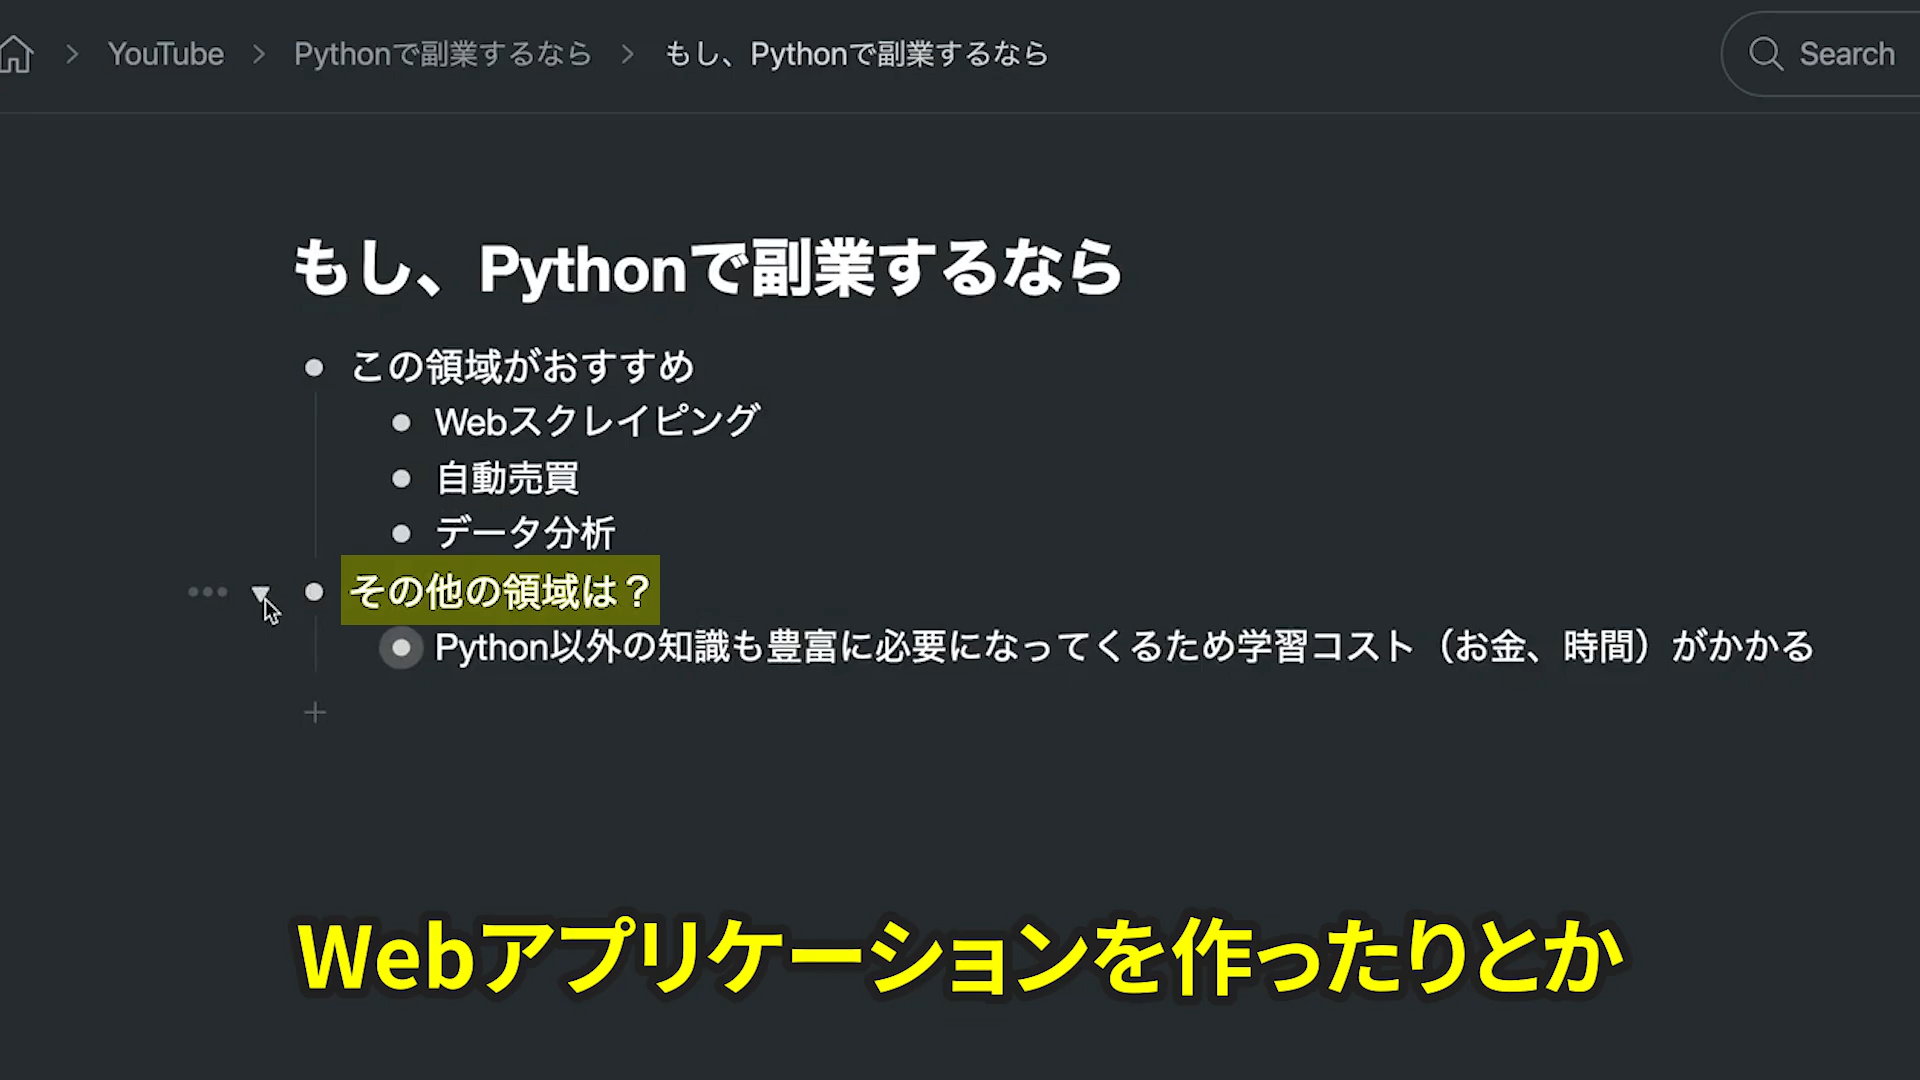 YouTube > Pythonで副業するなら > もし、Pythonで副業するなら
Search
もし、Pythonで副業するなら
この領域がおすすめ
Webスクレイピング
自動売買
データ分析
その他の領域は？
Python以外の知識も豊富に必要になってくるため学習コスト（お金、時間）がかかる
Webアプリケーションを作ったりとか